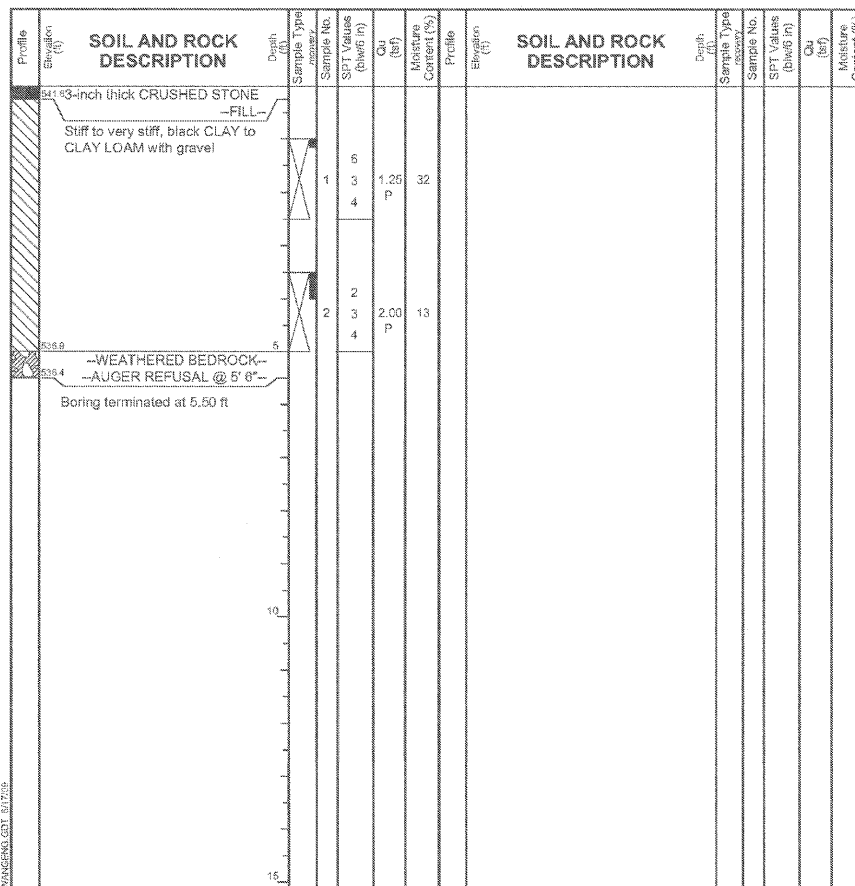 Profile
Elevation
(ft)
SOIL AND ROCK
DESCRIPTION
Depth
(ft)
Sample Type
recovery
Sample No.
SPT Values
(blw/6 in)
Qu
(tsf)
Moisture
Content (%)
Profile
Elevation
(ft)
SOIL AND ROCK
DESCRIPTION
Depth
(ft)
Sample Type
recovery
Sample No.
SPT Values
(blw/6 in)
Qu
(tsf)
Moisture
Content (%)
3-inch thick CRUSHED STONE
--FILL--
Stiff to very stiff, black CLAY to
CLAY LOAM with gravel
1
6
3
4
1.25
P
32
2
2
3
4
2.00
P
13
536.9
5
--WEATHERED BEDROCK--
536.4
--AUGER REFUSAL @ 5' 6"--
Boring terminated at 5.50 ft
10
15